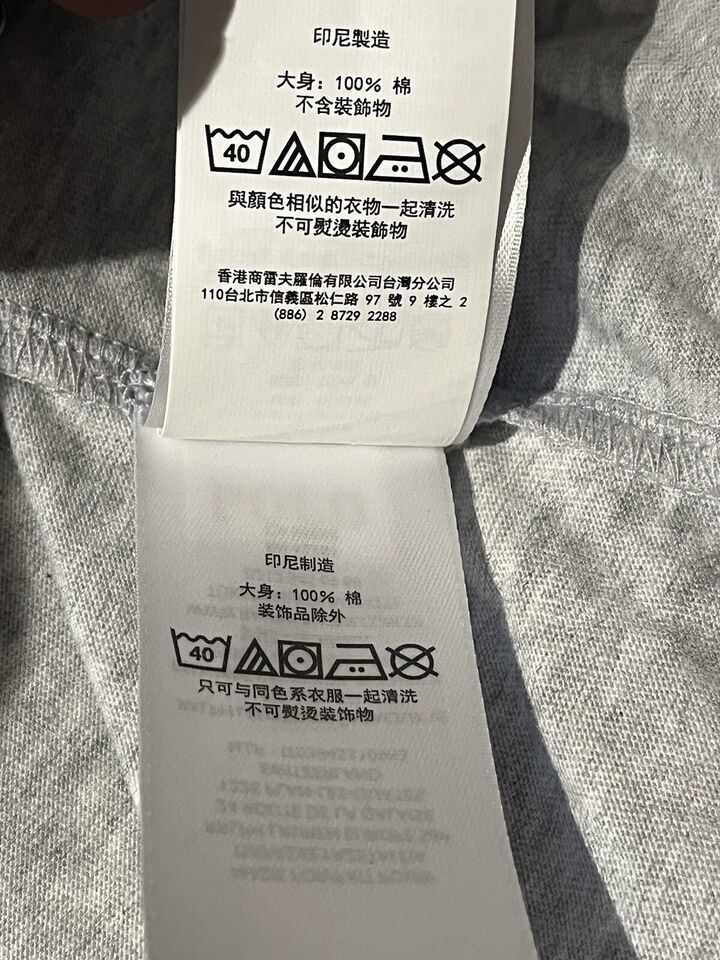 印尼製造
大身：100% 棉
不含裝飾物
40
與顏色相似的衣物一起清洗
不可熨燙裝飾物
香港商雷夫羅倫有限公司台灣分公司
110台北市信義區松仁路 97 號 9 樓之 2
(886) 2 8729 2288
印尼制造
大身：100% 棉
装饰品除外
40
只可与同色系衣服一起清洗
不可熨烫装饰物